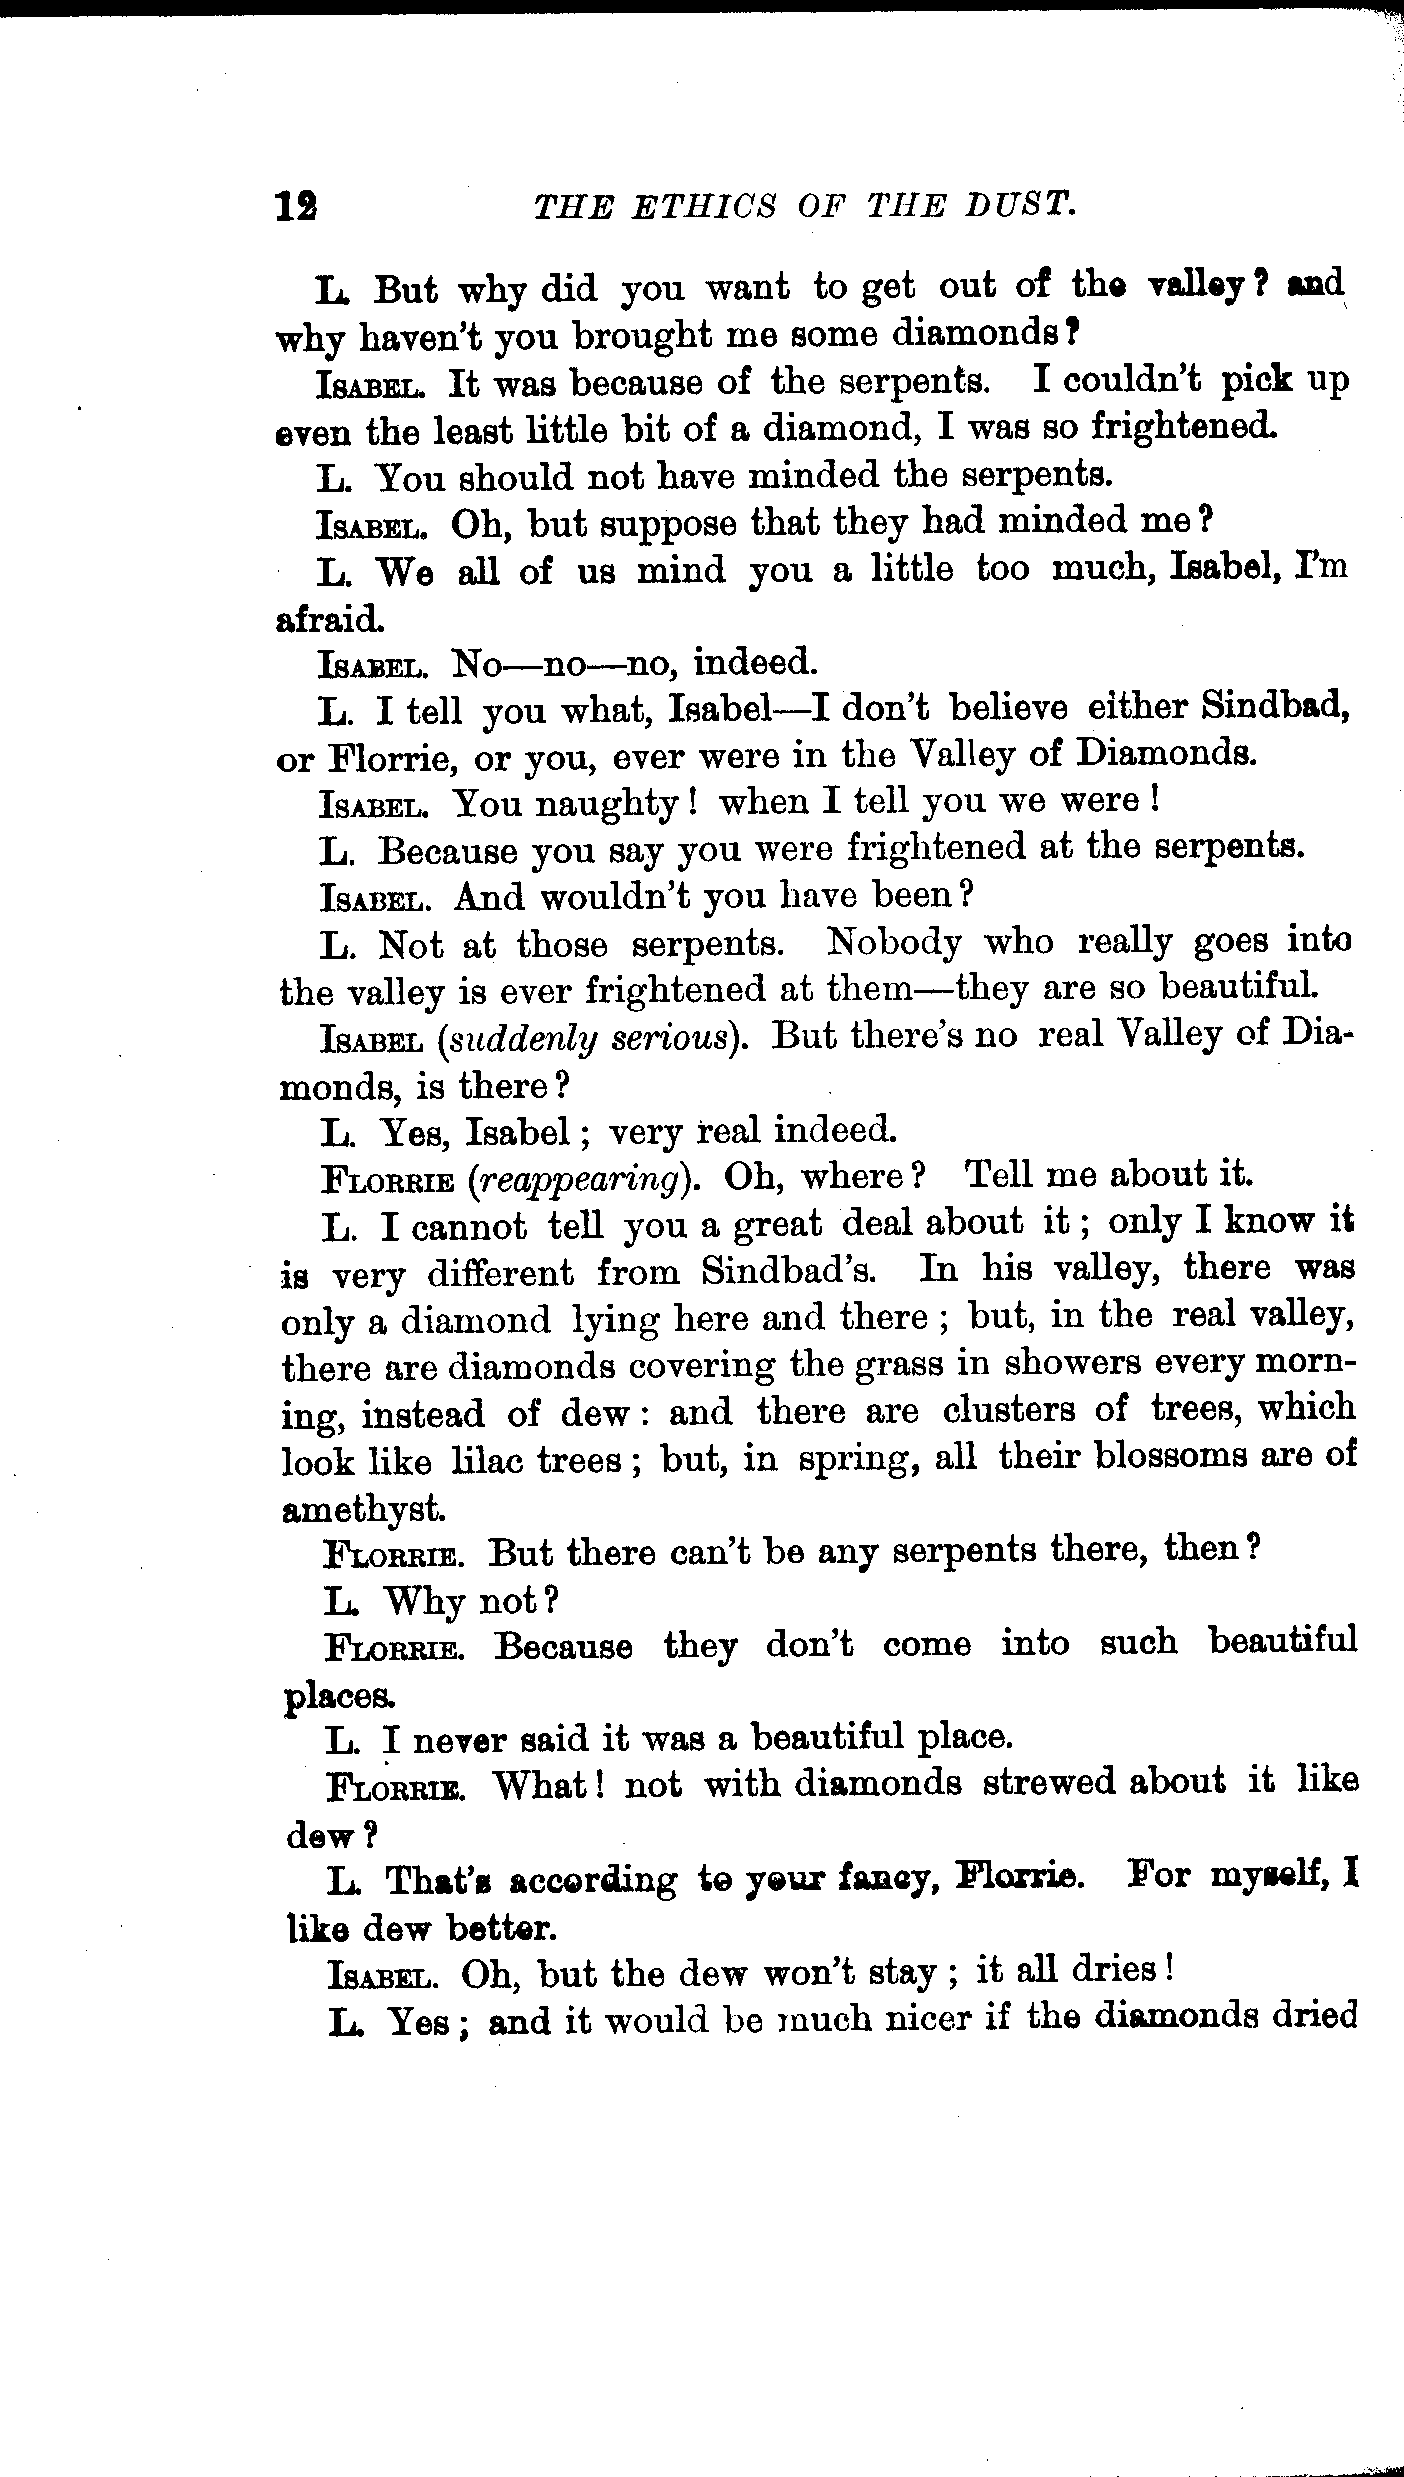 12 THE ETHICS OF THE DUST.
L. But why did you want to get out of the valley? and
why haven't you brought me some diamonds?
ISABEL. It was because of the serpents. I couldn't pick up
even the least little bit of a diamond, I was so frightened.
L. You should not have minded the serpents.
ISABEL. Oh, but suppose that they had minded me?
L. We all of us mind you a little too much, Isabel, I'm
afraid.
ISABEL. No—no—no, indeed.
L. I tell you what, Isabel—I don't believe either Sindbad,
or Florrie, or you, ever were in the Valley of Diamonds.
ISABEL. You naughty! when I tell you we were!
L. Because you say you were frightened at the serpents.
ISABEL. And wouldn't you have been?
L. Not at those serpents. Nobody who really goes into
the valley is ever frightened at them—they are so beautiful.
ISABEL (suddenly serious). But there's no real Valley of Dia-
monds, is there?
L. Yes, Isabel; very real indeed.
FLORRIE (reappearing). Oh, where? Tell me about it.
L. I cannot tell you a great deal about it; only I know it
is very different from Sindbad's. In his valley, there was
only a diamond lying here and there; but, in the real valley,
there are diamonds covering the grass in showers every morn-
ing, instead of dew: and there are clusters of trees, which
look like lilac trees; but, in spring, all their blossoms are of
amethyst.
FLORRIE. But there can't be any serpents there, then?
L. Why not?
FLORRIE. Because they don't come into such beautiful
places.
L. I never said it was a beautiful place.
FLORRIE. What! not with diamonds strewed about it like
dew?
L. That's according to your fancy, Florrie. For myself, I
like dew better.
ISABEL. Oh, but the dew won't stay; it all dries!
L. Yes; and it would be much nicer if the diamonds dried